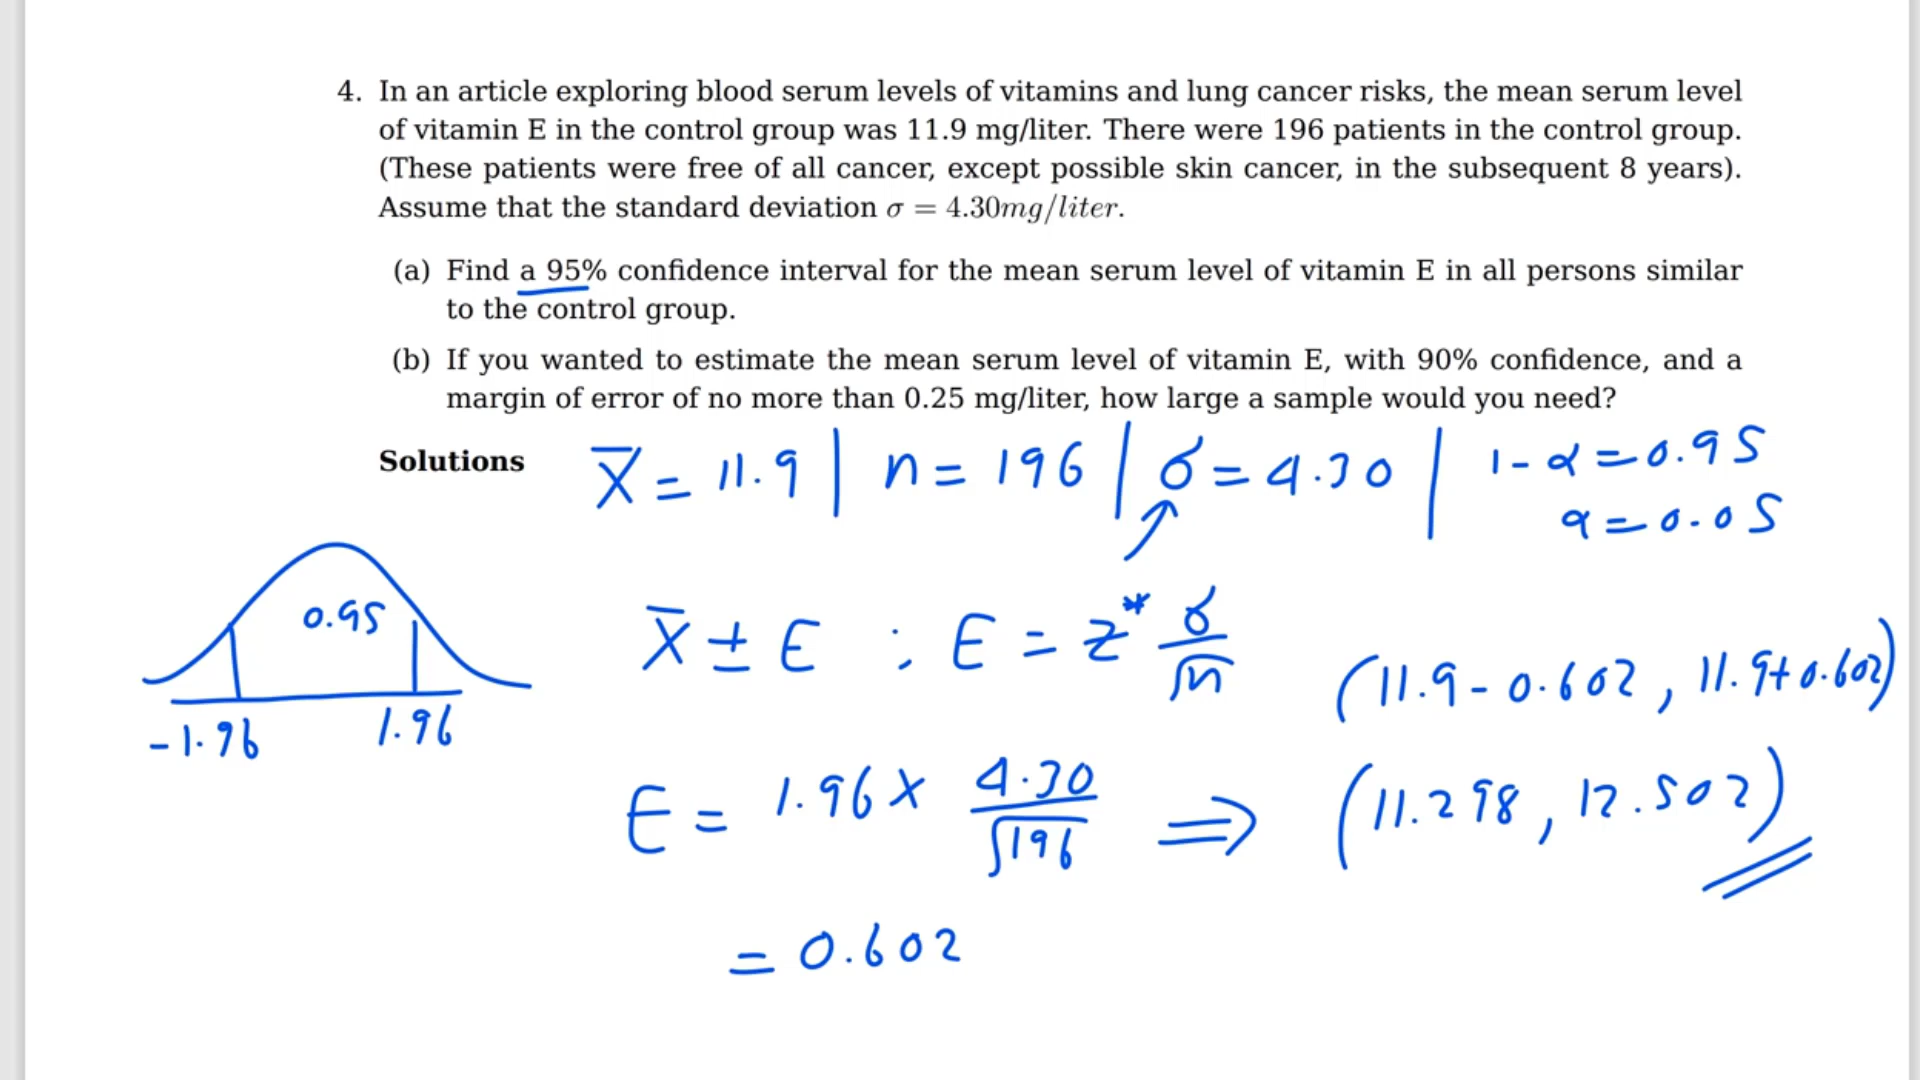 4. In an article exploring blood serum levels of vitamins and lung cancer risks, the mean serum level
of vitamin E in the control group was 11.9 mg/liter. There were 196 patients in the control group.
(These patients were free of all cancer, except possible skin cancer, in the subsequent 8 years).
Assume that the standard deviation σ = 4.30mg/liter.
(a) Find a 95% confidence interval for the mean serum level of vitamin E in all persons similar
to the control group.
(b) If you wanted to estimate the mean serum level of vitamin E, with 90% confidence, and a
margin of error of no more than 0.25 mg/liter, how large a sample would you need?
Solutions
x̄ = 11.9 | n = 196 | σ = 4.30 | 1 - α = 0.95
α = 0.05
0.95
-1.96 1.96
x̄ ± E : E = z* σ/√n
(11.9 - 0.602, 11.9 + 0.602)
E = 1.96 × 4.30/√196 ⇒ (11.298, 12.502)
= 0.602